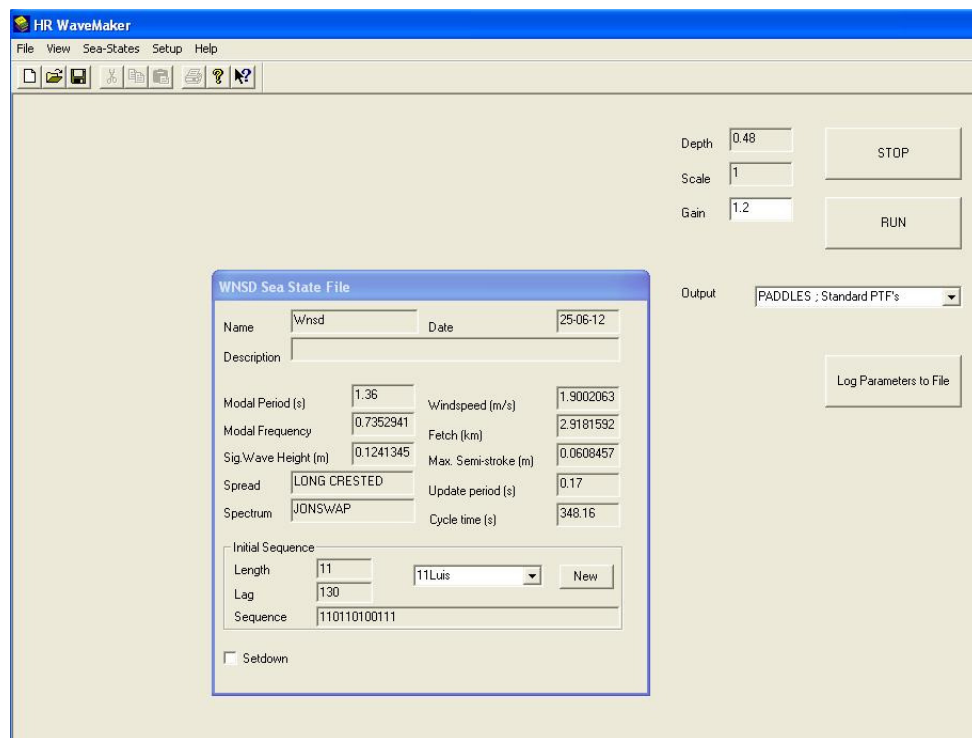 HR WaveMaker
File View Sea-States Setup Help
Depth 0.48
Scale 1
Gain 1.2
STOP
RUN
Output PADDLES ; Standard PTF's
Log Parameters to File
WNSD Sea State File
Name Wnsd Date 25-06-12
Description
Modal Period (s) 1.36 Windspeed (m/s) 1.9002063
Modal Frequency 0.7352941 Fetch (km) 2.9181592
Sig.Wave Height (m) 0.1241345 Max. Semi-stroke (m) 0.0608457
Spread LONG CRESTED Update period (s) 0.17
Spectrum JONSWAP Cycle time (s) 348.16
Initial Sequence
Length 11 11Luis New
Lag 130
Sequence 110110100111
Setdown